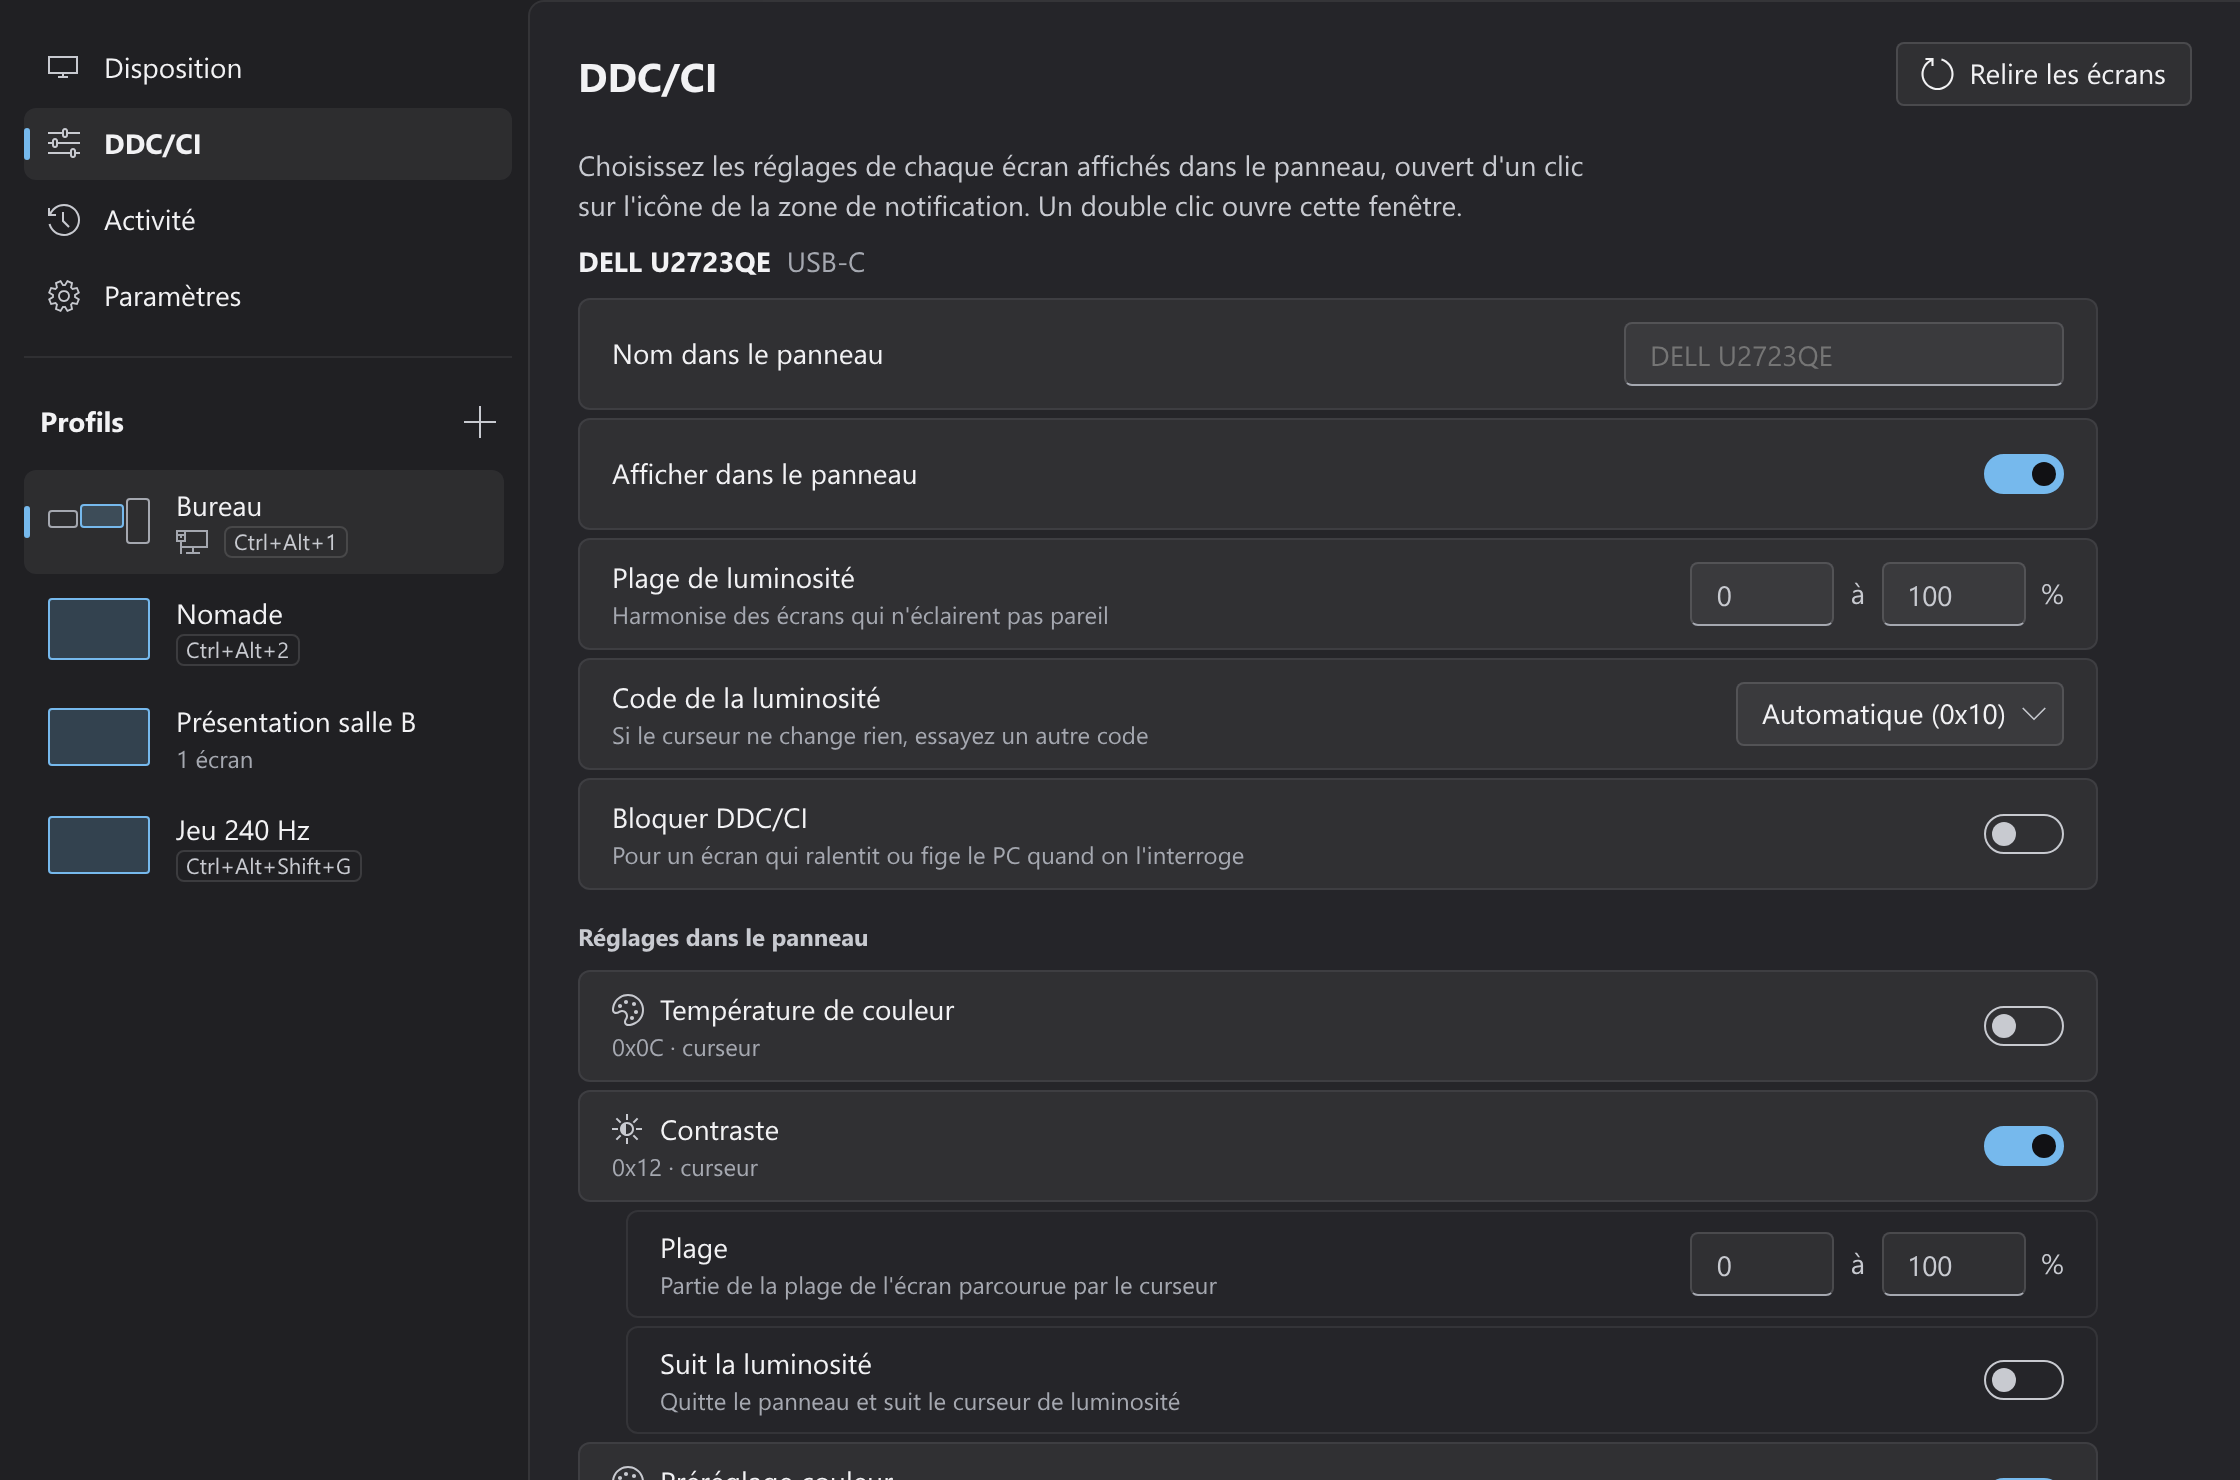 Disposition
DDC/CI
Activité
Paramètres
Profils
Bureau
Ctrl+Alt+1
Nomade
Ctrl+Alt+2
Présentation salle B
1 écran
Jeu 240 Hz
Ctrl+Alt+Shift+G
DDC/CI
Relire les écrans
Choisissez les réglages de chaque écran affichés dans le panneau, ouvert d'un clic
sur l'icône de la zone de notification. Un double clic ouvre cette fenêtre.
DELL U2723QE USB-C
Nom dans le panneau
DELL U2723QE
Afficher dans le panneau
Plage de luminosité
Harmonise des écrans qui n'éclairent pas pareil
0 à 100 %
Code de la luminosité
Si le curseur ne change rien, essayez un autre code
Automatique (0x10)
Bloquer DDC/CI
Pour un écran qui ralentit ou fige le PC quand on l'interroge
Réglages dans le panneau
Température de couleur
0x0C · curseur
Contraste
0x12 · curseur
Plage
Partie de la plage de l'écran parcourue par le curseur
0 à 100 %
Suit la luminosité
Quitte le panneau et suit le curseur de luminosité
Préréglage couleur